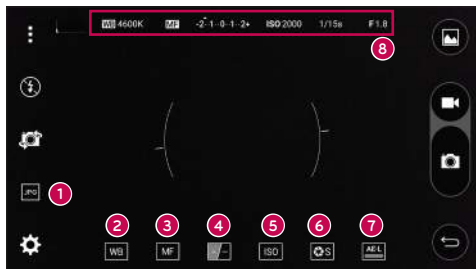 WB 4600K MF -2··1··0··1··2+ ISO 2000 1/15s F1.8
8
JPG 1
2 3 4 5 6 7
WB MF +/- ISO S AE-L